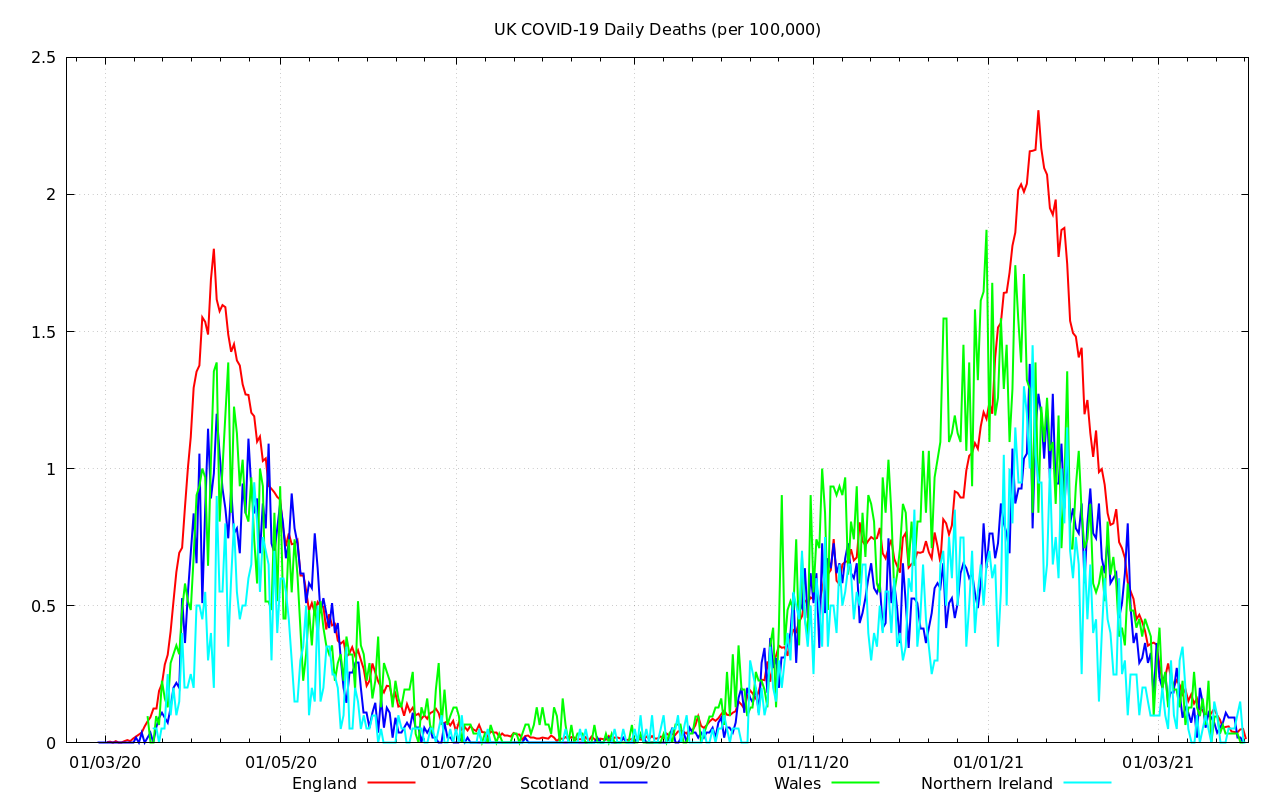 UK COVID-19 Daily Deaths (per 100,000)
2.5
2
1.5
1
0.5
0
01/03/20 01/05/20 01/07/20 01/09/20 01/11/20 01/01/21 01/03/21
England Scotland Wales Northern Ireland